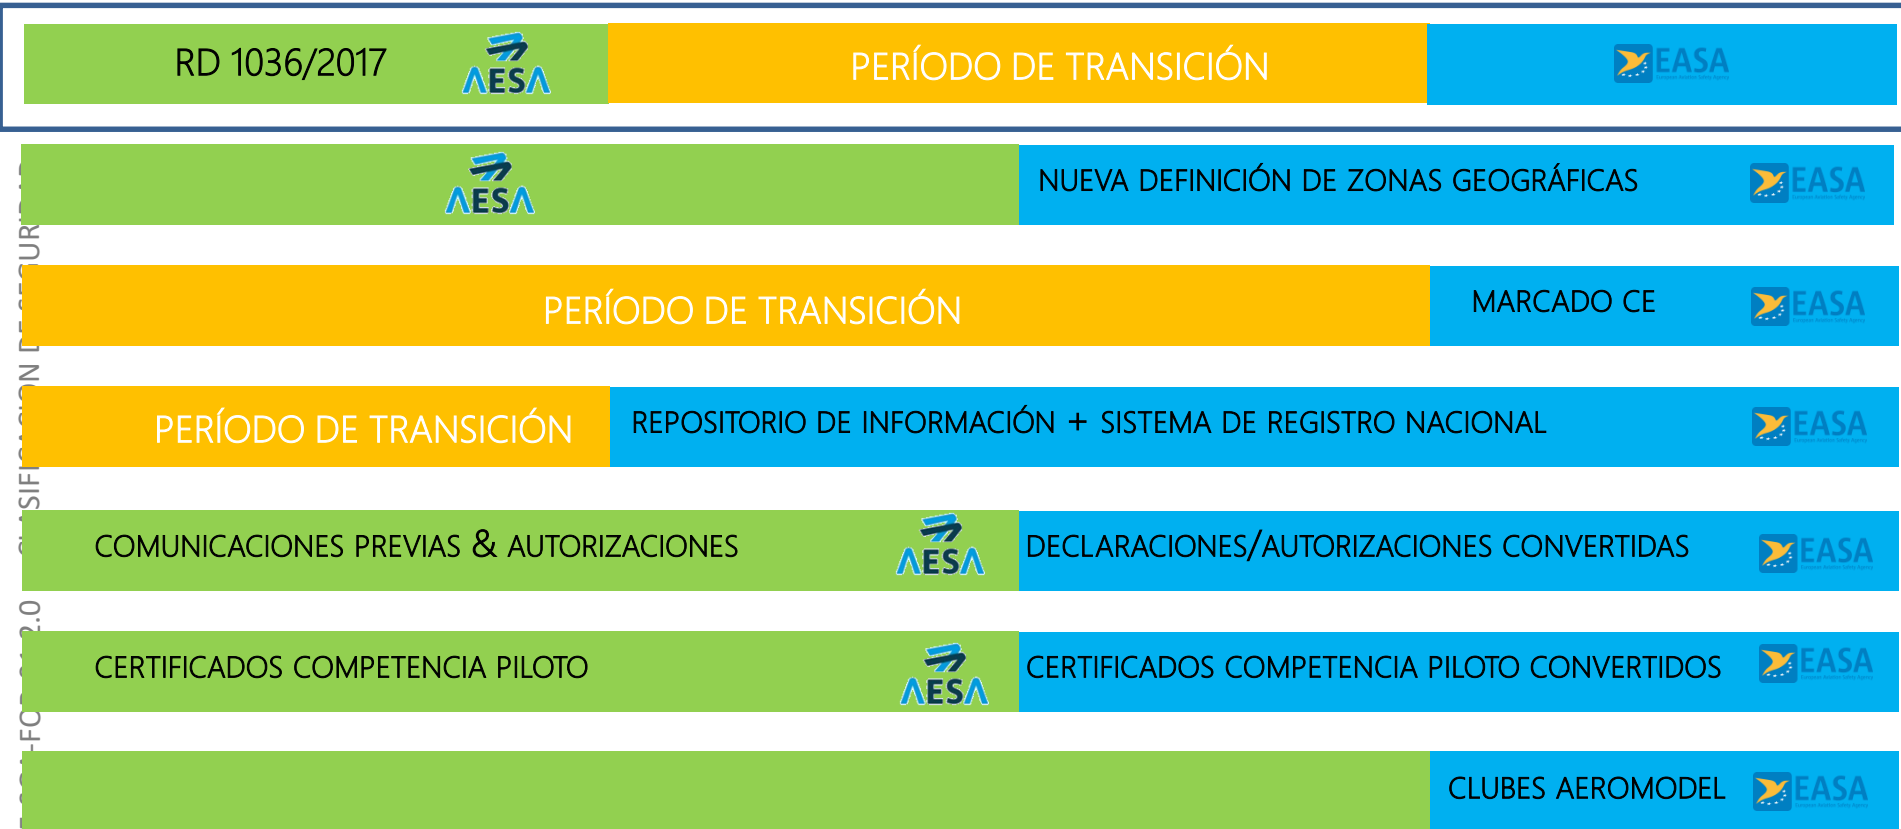 RD 1036/2017 AESA PERÍODO DE TRANSICIÓN EASA
AESA NUEVA DEFINICIÓN DE ZONAS GEOGRÁFICAS EASA
PERÍODO DE TRANSICIÓN MARCADO CE EASA
PERÍODO DE TRANSICIÓN REPOSITORIO DE INFORMACIÓN + SISTEMA DE REGISTRO NACIONAL EASA
COMUNICACIONES PREVIAS & AUTORIZACIONES AESA DECLARACIONES/AUTORIZACIONES CONVERTIDAS EASA
CERTIFICADOS COMPETENCIA PILOTO AESA CERTIFICADOS COMPETENCIA PILOTO CONVERTIDOS EASA
CLUBES AEROMODEL EASA